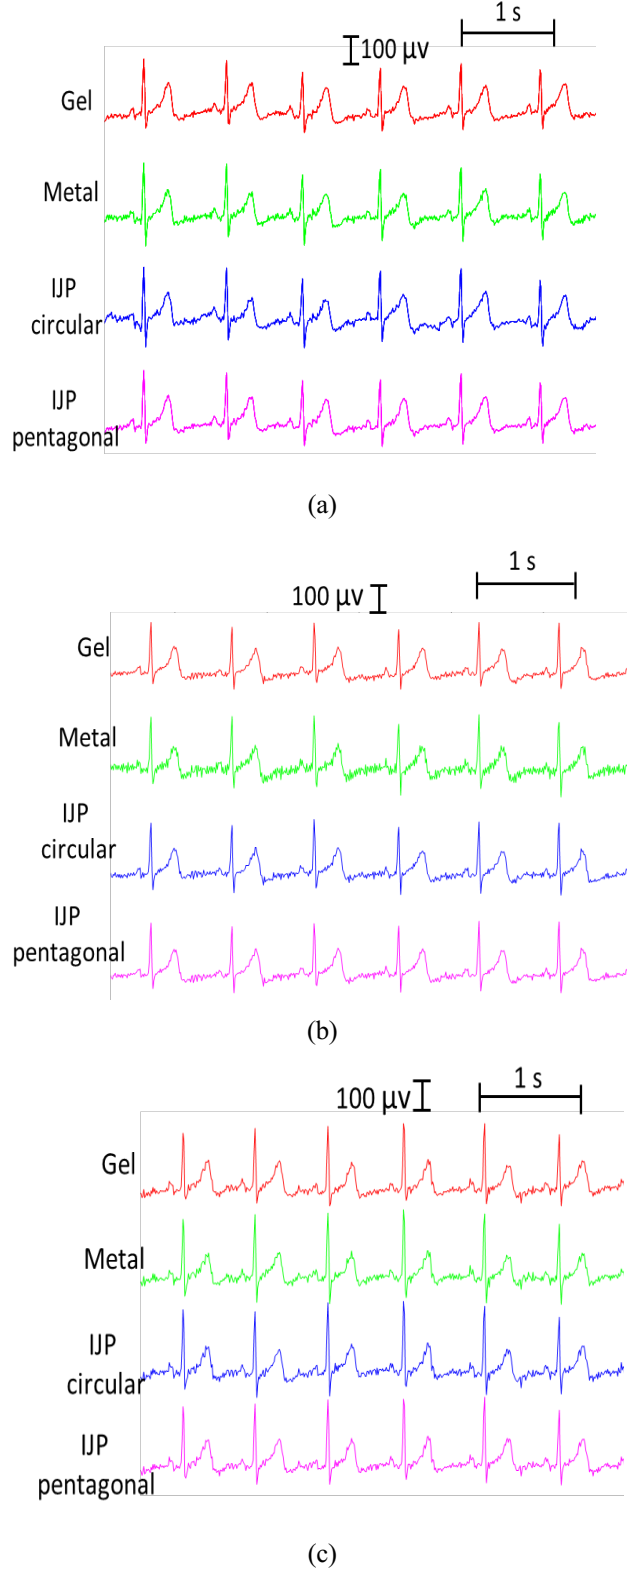 1 s
100 μv
Gel
Metal
IJP
circular
IJP
pentagonal
(a)
1 s
100 μv
Gel
Metal
IJP
circular
IJP
pentagonal
(b)
1 s
100 μv
Gel
Metal
IJP
circular
IJP
pentagonal
(c)